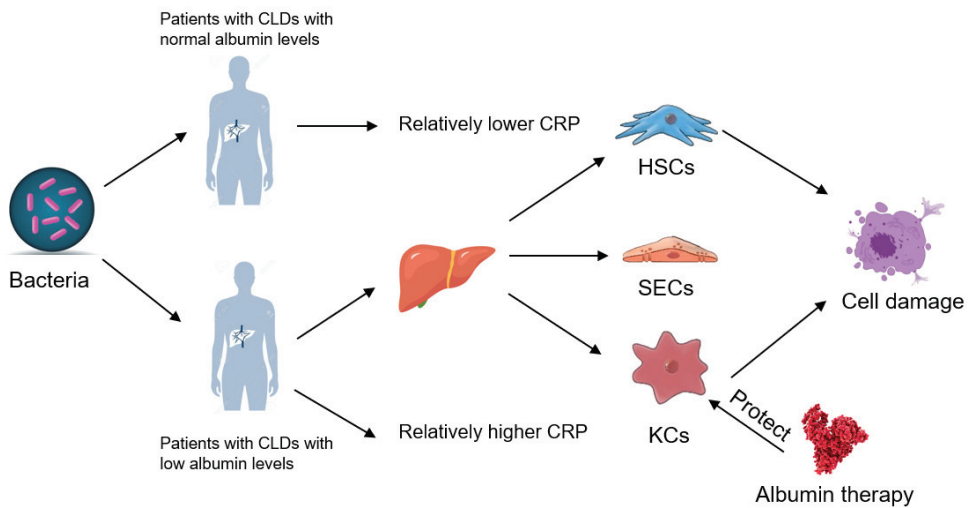 Patients with CLDs with
normal albumin levels
Relatively lower CRP
HSCs
Bacteria
SECs
Cell damage
Patients with CLDs with
low albumin levels
Relatively higher CRP
KCs
Protect
Albumin therapy